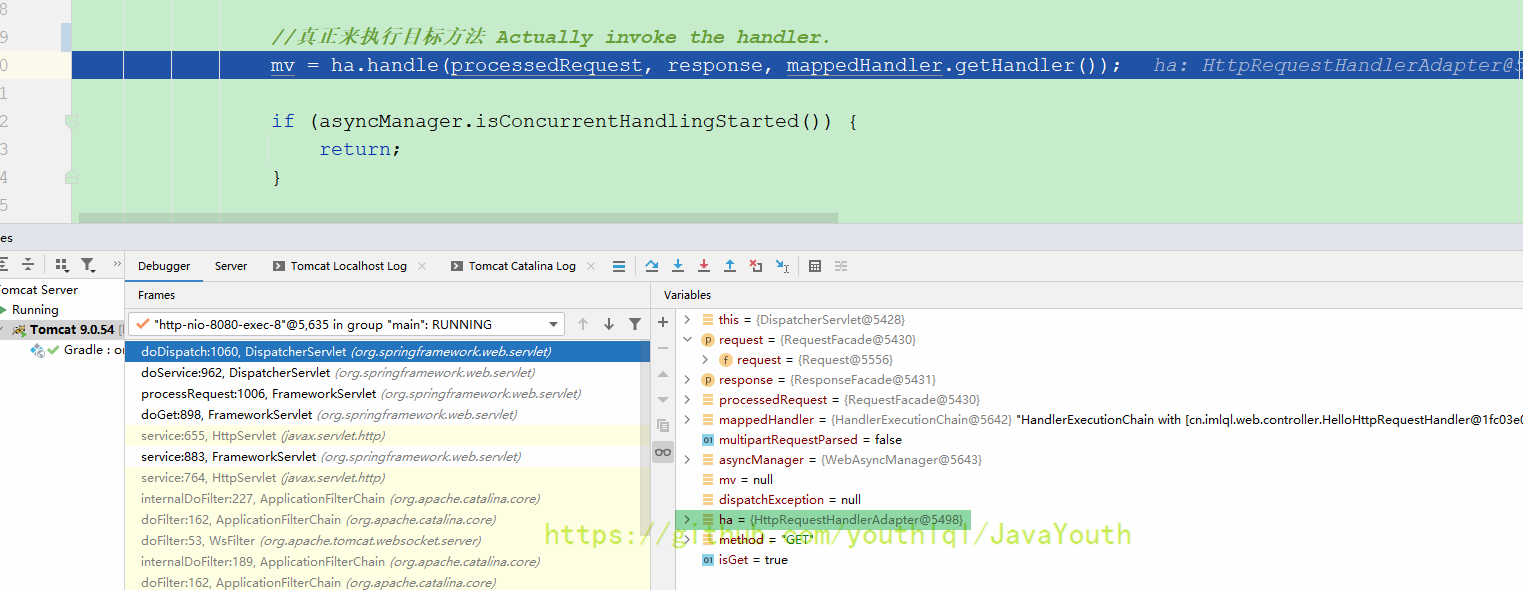 8
9 //真正来执行目标方法 Actually invoke the handler.
0 mv = ha.handle(processedRequest, response, mappedHandler.getHandler()); ha: HttpRequestHandlerAdapter@5
1
2 if (asyncManager.isConcurrentHandlingStarted()) {
3 return;
4 }
5
es
Debugger Server Tomcat Localhost Log Tomcat Catalina Log
omcat Server
Running
Tomcat 9.0.54 [
Gradle : or
Frames
"http-nio-8080-exec-8"@5,635 in group "main": RUNNING
doDispatch:1060, DispatcherServlet (org.springframework.web.servlet)
doService:962, DispatcherServlet (org.springframework.web.servlet)
processRequest:1006, FrameworkServlet (org.springframework.web.servlet)
doGet:898, FrameworkServlet (org.springframework.web.servlet)
service:655, HttpServlet (javax.servlet.http)
service:883, FrameworkServlet (org.springframework.web.servlet)
service:764, HttpServlet (javax.servlet.http)
internalDoFilter:227, ApplicationFilterChain (org.apache.catalina.core)
doFilter:162, ApplicationFilterChain (org.apache.catalina.core)
doFilter:53, WsFilter (org.apache.tomcat.websocket.server)
internalDoFilter:189, ApplicationFilterChain (org.apache.catalina.core)
doFilter:162, ApplicationFilterChain (org.apache.catalina.core)
Variables
this = {DispatcherServlet@5428}
p request = {RequestFacade@5430}
f request = {Request@5556}
p response = {ResponseFacade@5431}
processedRequest = {RequestFacade@5430}
mappedHandler = {HandlerExecutionChain@5642} "HandlerExecutionChain with [cn.imlql.web.controller.HelloHttpRequestHandler@1fc03e0
01 multipartRequestParsed = false
asyncManager = {WebAsyncManager@5643}
mv = null
dispatchException = null
ha = {HttpRequestHandlerAdapter@5498}
method = "GET"
01 isGet = true
https://github.com/youthlql/JavaYouth